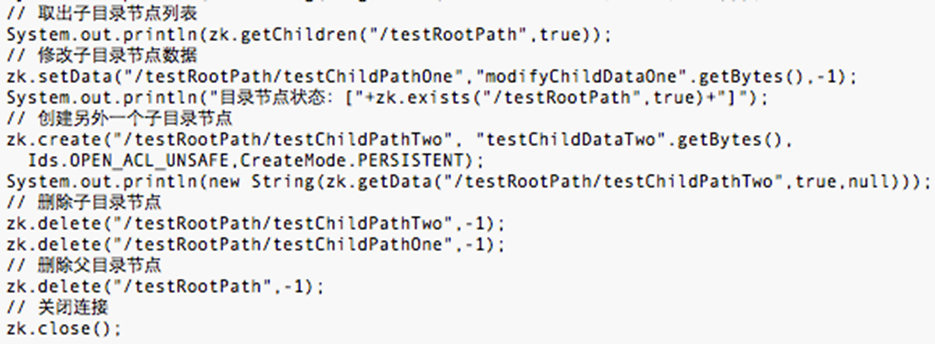 // 取出子目录节点列表
System.out.println(zk.getChildren("/testRootPath",true));
// 修改子目录节点数据
zk.setData("/testRootPath/testChildPathOne","modifyChildDataOne".getBytes(),-1);
System.out.println("目录节点状态：["+zk.exists("/testRootPath",true)+"]");
// 创建另外一个子目录节点
zk.create("/testRootPath/testChildPathTwo", "testChildDataTwo".getBytes(),
  Ids.OPEN_ACL_UNSAFE,CreateMode.PERSISTENT);
System.out.println(new String(zk.getData("/testRootPath/testChildPathTwo",true,null)));
// 删除子目录节点
zk.delete("/testRootPath/testChildPathTwo",-1);
zk.delete("/testRootPath/testChildPathOne",-1);
// 删除父目录节点
zk.delete("/testRootPath",-1);
// 关闭连接
zk.close();